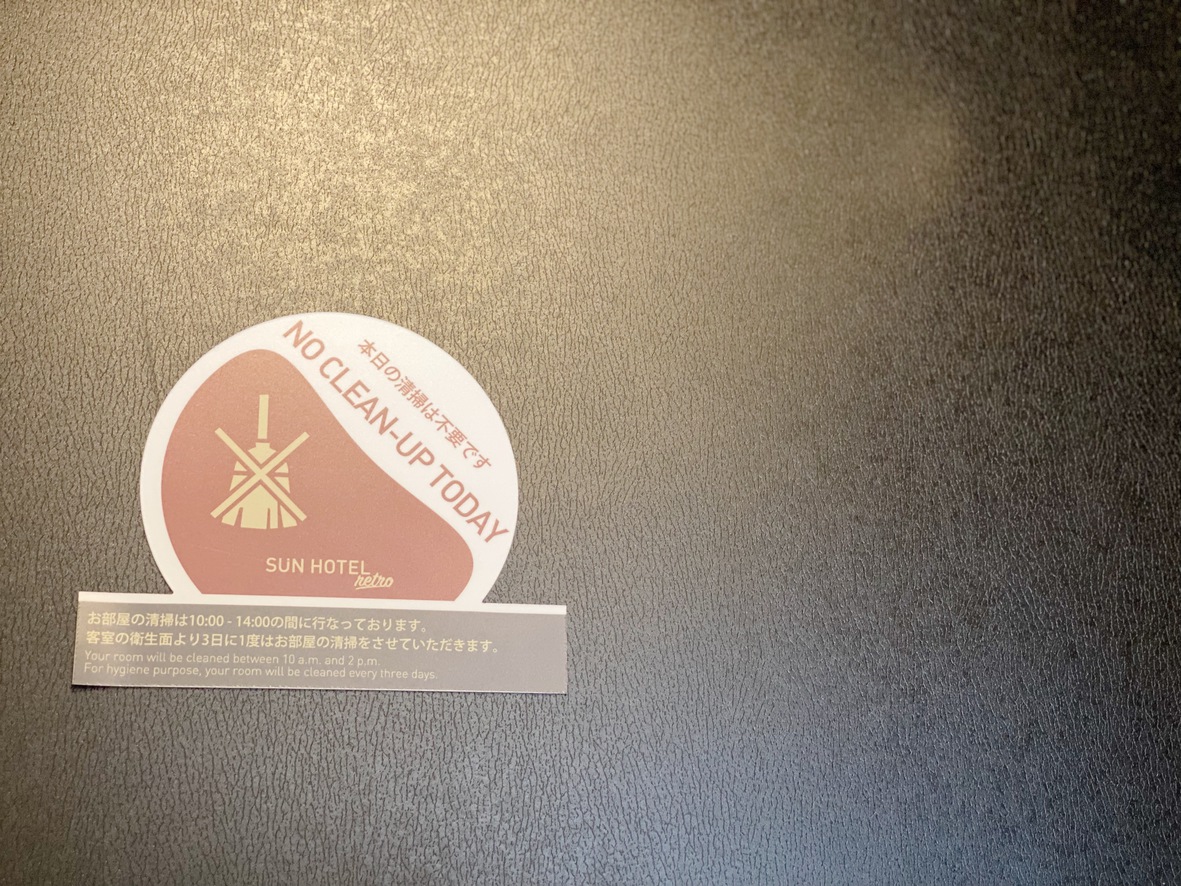 本日の清掃は不要です
NO CLEAN-UP TODAY
SUN HOTEL
retro
お部屋の清掃は10:00 - 14:00の間に行なっております。
客室の衛生面より3日に1度はお部屋の清掃をさせていただきます。
Your room will be cleaned between 10 a.m. and 2 p.m.
For hygiene purpose, your room will be cleaned every three days.